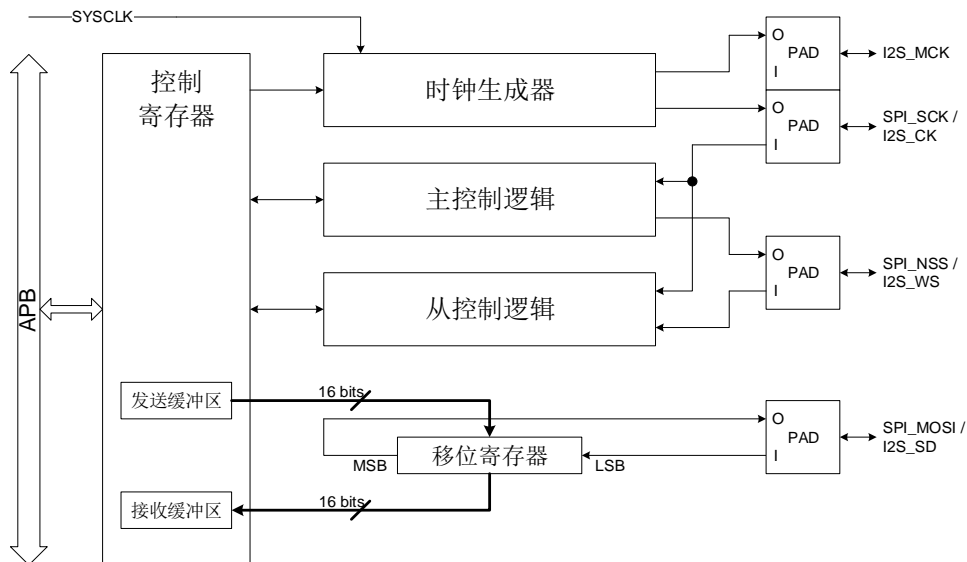 SYSCLK
O
PAD
I
I2S_MCK
控制
寄存器
时钟生成器
O
PAD
I
SPI_SCK /
I2S_CK
主控制逻辑
O
PAD
I
SPI_NSS /
I2S_WS
从控制逻辑
APB
发送缓冲区
16 bits
O
PAD
I
SPI_MOSI /
I2S_SD
MSB
移位寄存器
LSB
接收缓冲区
16 bits